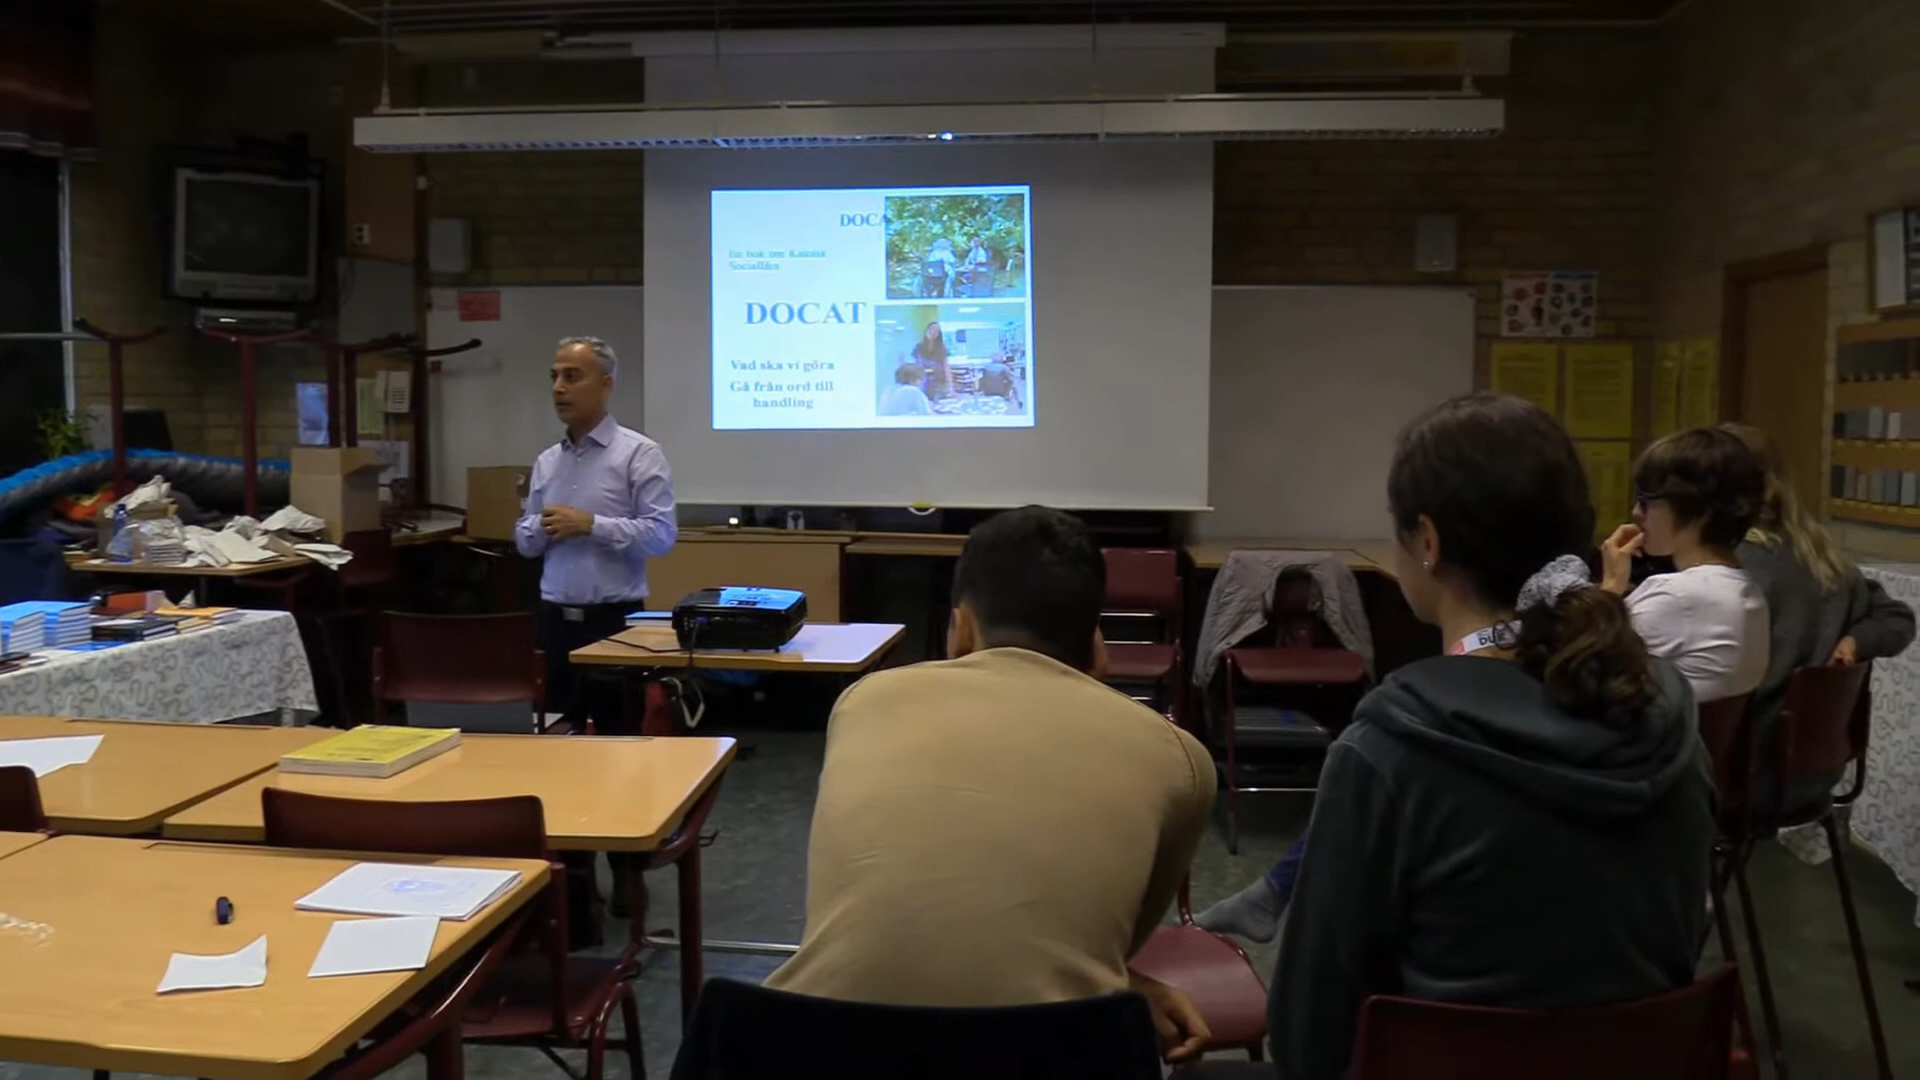 DOCA
En bok om Katolsk
Sociallära
DOCAT
Vad ska vi göra
Gå från ord till
handling